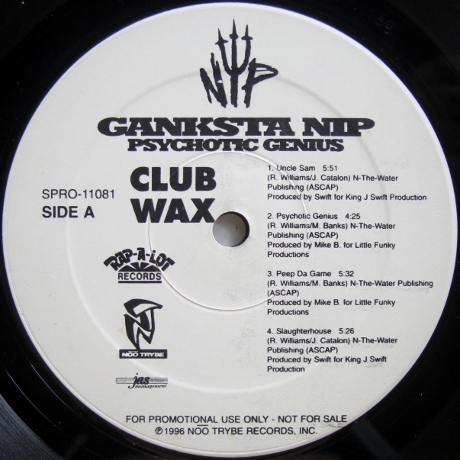 NIP
GANKSTA NIP
PSYCHOTIC GENIUS
CLUB
WAX
SPRO-11081
SIDE A
1. Uncle Sam 5:51
(R. Williams/J. Catalon) N-The-Water
Publishing (ASCAP)
Produced by Swift for King J Swift Production
2. Psychotic Genius 4:25
(R. Williams/M. Banks) N-The-Water
Publishing (ASCAP)
Produced by Mike B. for Little Funky
Productions
3. Peep Da Game 5:32
(R. Williams/M. Banks) N-The-Water Publishing
(ASCAP)
Produced by Mike B. for Little Funky
Productions
4. Slaughterhouse 5:26
(R. Williams/J. Catalon) N-The-Water
Publishing (ASCAP)
Produced by Swift for King J Swift
Production
RAP-A-LOT
RECORDS
NOO TRYBE
jas
FOR PROMOTIONAL USE ONLY - NOT FOR SALE
℗©1996 NOO TRYBE RECORDS, INC.